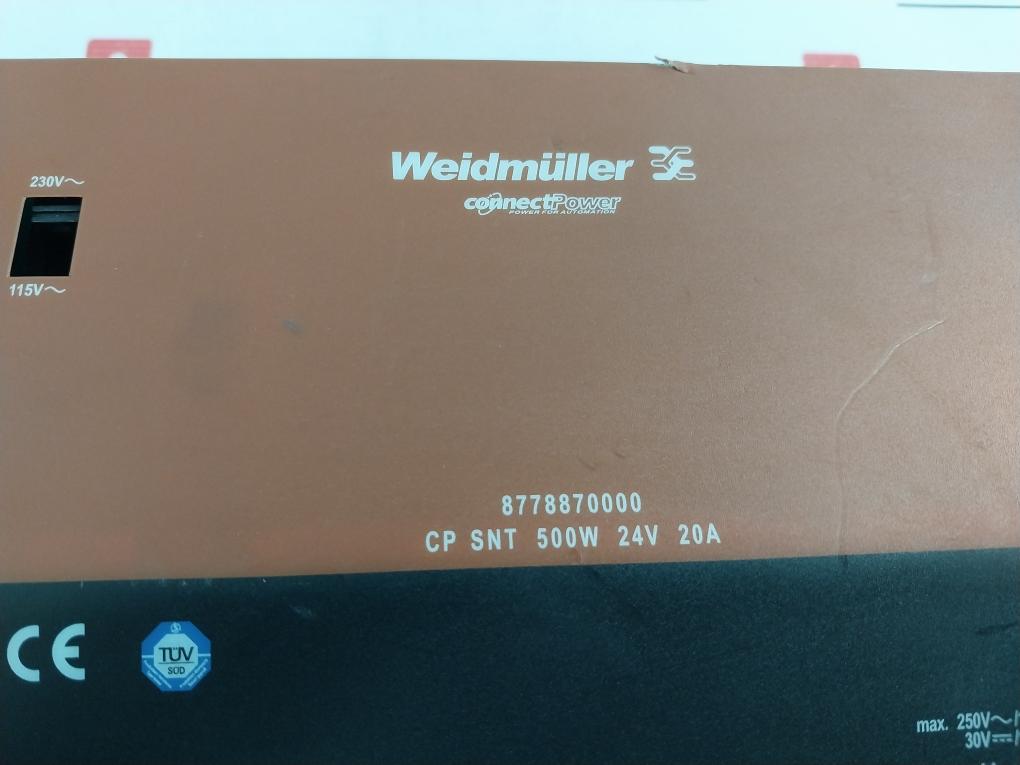 Weidmüller
connectPower
POWER FOR AUTOMATION
230V~
115V~
8778870000
CP SNT 500W 24V 20A
CE
TÜV
SÜD
max. 250V~
30V